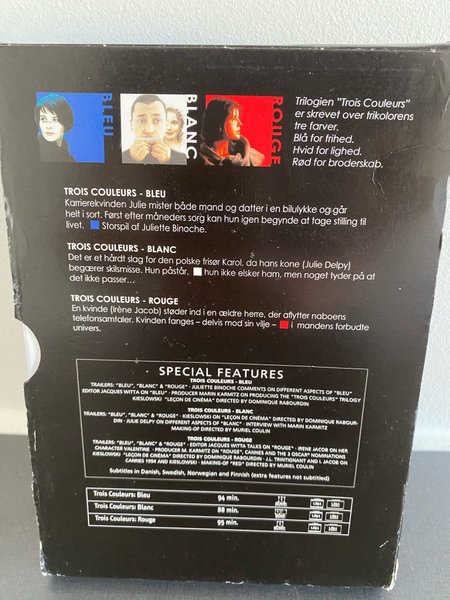 BLEU
BLANC
ROUGE
Trilogien "Trois Couleurs"
er skrevet over trikolorens
tre farver.
Blå for frihed.
Hvid for lighed.
Rød for broderskab.
TROIS COULEURS - BLEU
Karrierekvinden Julie mister både mand og datter i en bilulykke og går
helt i sort. Først efter måneders sorg kan hun igen begynde at tage stilling til
livet. Storspil af Juliette Binoche.
TROIS COULEURS - BLANC
Det er et hårdt slag for den polske frisør Karol, da hans kone (Julie Delpy)
begærer skilsmisse. Hun påstår. hun ikke elsker ham, men noget tyder på at
det ikke passer...
TROIS COULEURS - ROUGE
En kvinde (Irène Jacob) støder ind i en ældre herre, der aflytter naboens
telefonsamtaler. Kvinden fanges – delvis mod sin vilje – i mandens forbudte
univers.
SPECIAL FEATURES
TROIS COULEURS - BLEU
TRAILERS: "BLEU", "BLANC" & "ROUGE" - JULIETTE BINOCHE COMMENTS ON DIFFERENT ASPECTS OF "BLEU"
EDITOR JACQUES WITTA ON "BLEU" - PRODUCER MARIN KARMITZ ON PRODUCING THE "TROIS COULEURS" TRILOGY
KIESLOWSKI "LEÇON DE CINÉMA" DIRECTED BY DOMINIQUE RABOURDIN
TROIS COULEURS - BLANC
TRAILERS: "BLEU", "BLANC" & "ROUGE" - KIESLOWSKI ON "LEÇON DE CINÉMA" DIRECTED BY DOMINIQUE RABOUR-
DIN - JULIE DELPY ON DIFFERENT ASPECTS OF "BLANC" - INTERVIEW WITH MARIN KARMITZ
MAKING-OF DIRECTED BY MURIEL COULIN
TROIS COULEURS - ROUGE
TRAILERS: "BLEU", "BLANC" & "ROUGE" - EDITOR JACQUES WITTA TALKS ON "ROUGE" - IRENE JACOB ON HER
CHARACTER VALENTINE - PRODUCER M. KARMITZ ON "ROUGE", CANNES AND THE 3 OSCAR NOMINATIONS
KIESLOWSKI "LEÇON DE CINÉMA" DIRECTED BY DOMINIQUE RABOURDIN - J.L. TRINTIGNANT AND I. JACOB ON
CANNES 1994 AND KIESLOWSKI - MAKING-OF "RED" DIRECTED BY MURIEL COULIN
Subtitles in Danish, Swedish, Norwegian and Finnish (extra features not subtitled)
Trois Couleurs: Bleu 94 min.
Trois Couleurs: Blanc 88 min.
Trois Couleurs: Rouge 95 min.